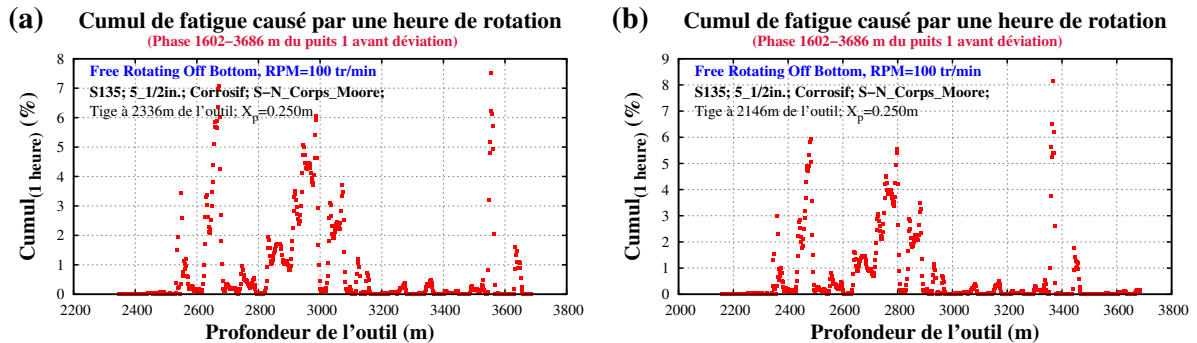 (a)
Cumul de fatigue causé par une heure de rotation
(Phase 1602−3686 m du puits 1 avant déviation)
Free Rotating Off Bottom, RPM=100 tr/min
S135; 5_1/2in.; Corrosif; S−N_Corps_Moore;
Tige à 2336m de l'outil; Xp=0.250m
Cumul(1 heure) (%)
8
7
6
5
4
3
2
1
0
2200 2400 2600 2800 3000 3200 3400 3600 3800
Profondeur de l'outil (m)
(b)
Cumul de fatigue causé par une heure de rotation
(Phase 1602−3686 m du puits 1 avant déviation)
Free Rotating Off Bottom, RPM=100 tr/min
S135; 5_1/2in.; Corrosif; S−N_Corps_Moore;
Tige à 2146m de l'outil; Xp=0.250m
Cumul(1 heure) (%)
9
8
7
6
5
4
3
2
1
0
2000 2200 2400 2600 2800 3000 3200 3400 3600 3800
Profondeur de l'outil (m)